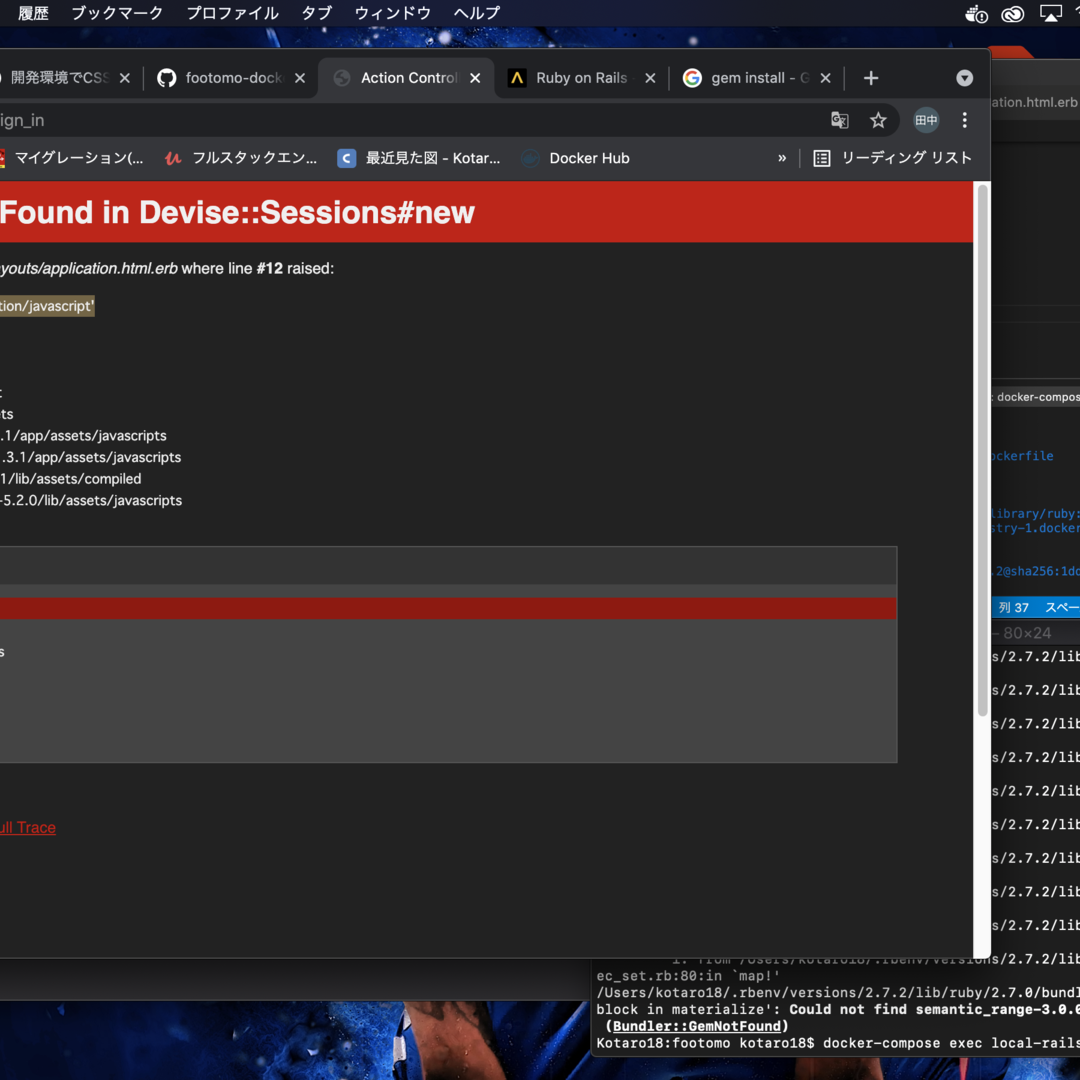 履歴 ブックマーク プロファイル タブ ウィンドウ ヘルプ
開発環境でCSS
footomo-dock
Action Control
Ruby on Rails
gem install - G
ign_in
田中
マイグレーション(...
フルスタックエン...
C 最近見た図 - Kotar...
Docker Hub
»
リーディング リスト
Found in Devise::Sessions#new
youts/application.html.erb where line #12 raised:
tion/javascript'
ts
.1/app/assets/javascripts
.3.1/app/assets/javascripts
1/lib/assets/compiled
-5.2.0/lib/assets/javascripts
s
ull Trace
ation.html.erb
: docker-compos
ockerfile
library/ruby:
stry-1.docker
.2@sha256:1dd
列 37 スペー
— 80×24
s/2.7.2/lib
s/2.7.2/lib
s/2.7.2/lib
s/2.7.2/lib
s/2.7.2/lib
s/2.7.2/lib
s/2.7.2/lib
s/2.7.2/lib
s/2.7.2/lib
1: from /Users/kotaro18/.rbenv/versions/2.7.2/lib
ec_set.rb:80:in `map!'
/Users/kotaro18/.rbenv/versions/2.7.2/lib/ruby/2.7.0/bundl
block in materialize': Could not find semantic_range-3.0.0
(Bundler::GemNotFound)
Kotaro18:footomo kotaro18$ docker-compose exec local-rails